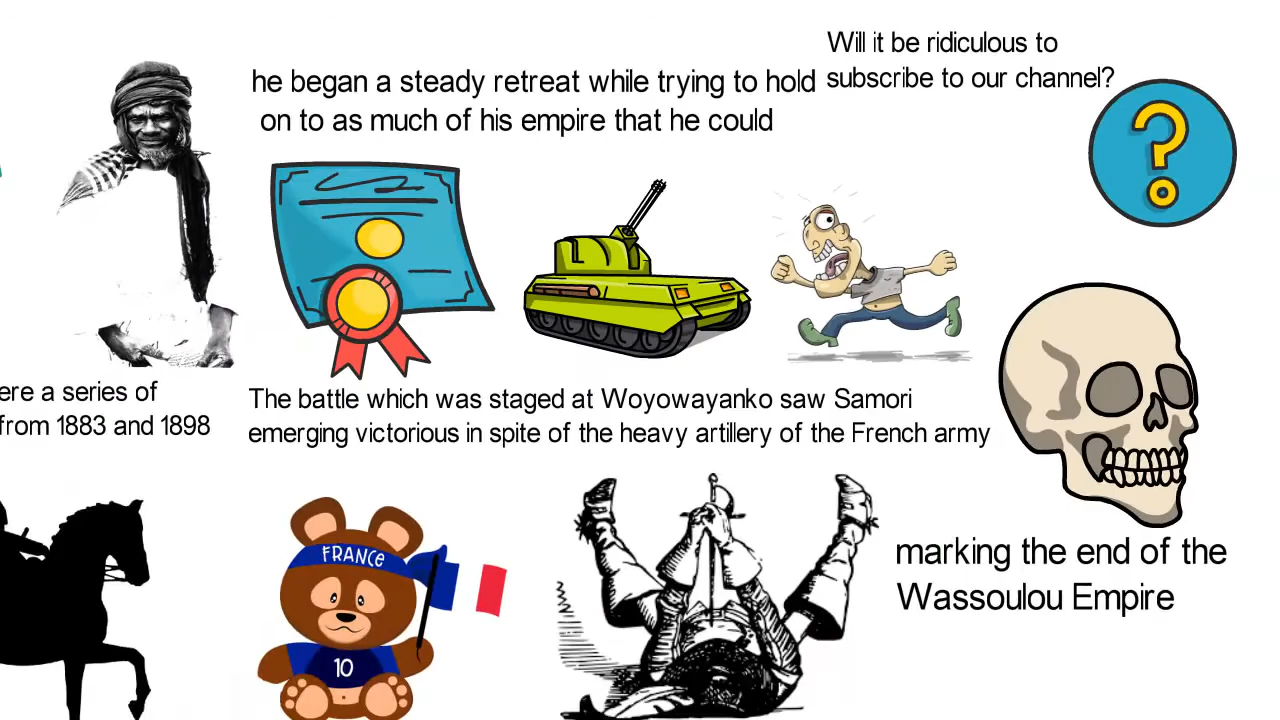 he began a steady retreat while trying to hold
on to as much of his empire that he could
Will it be ridiculous to
subscribe to our channel?
ere a series of
from 1883 and 1898
The battle which was staged at Woyowayanko saw Samori
emerging victorious in spite of the heavy artillery of the French army
FRANCE
10
marking the end of the
Wassoulou Empire